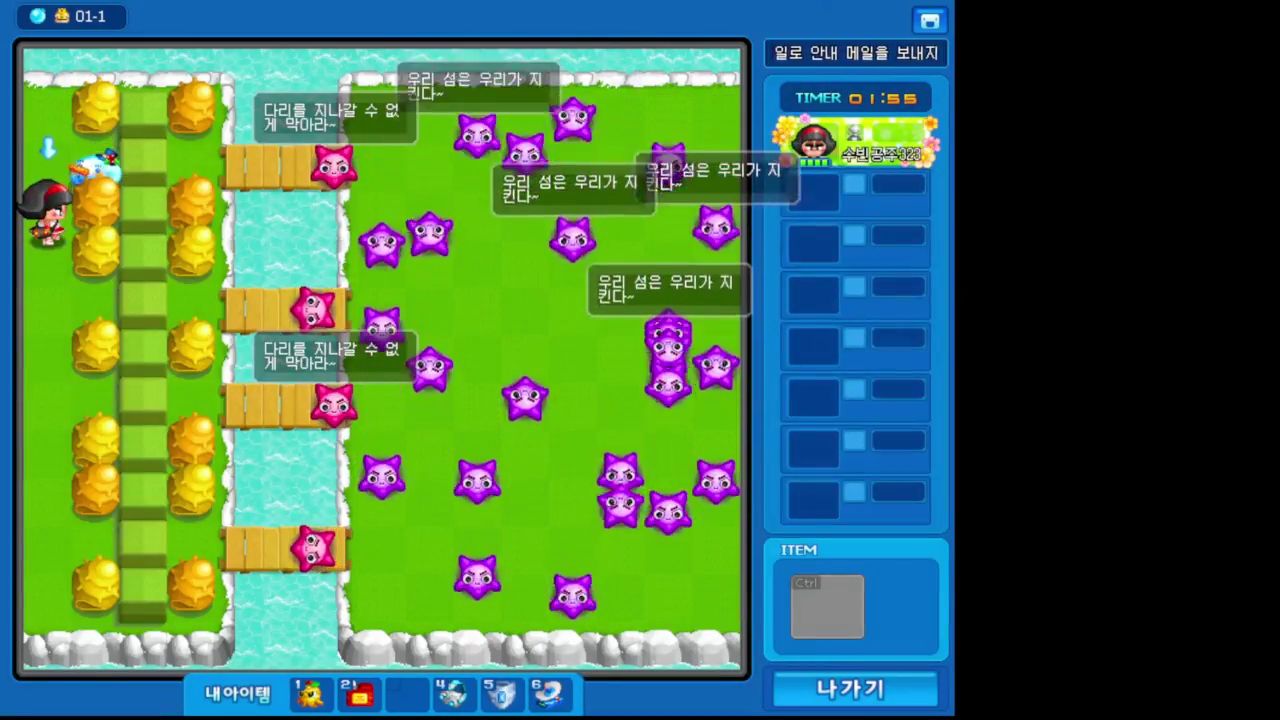 01-1
일로 안내 메일을 보내지
TIMER 01:55
수빈공주023
우리 섬은 우리가 지
킨다~
다리를 지나갈 수 없
게 막아라~
우리 섬은 우리가 지
킨다~
우리 섬은 우리가 지
킨다~
우리 섬은 우리가 지
킨다~
다리를 지나갈 수 없
게 막아라~
ITEM
Ctrl
내아이템
1
2
4
5
6
나가기